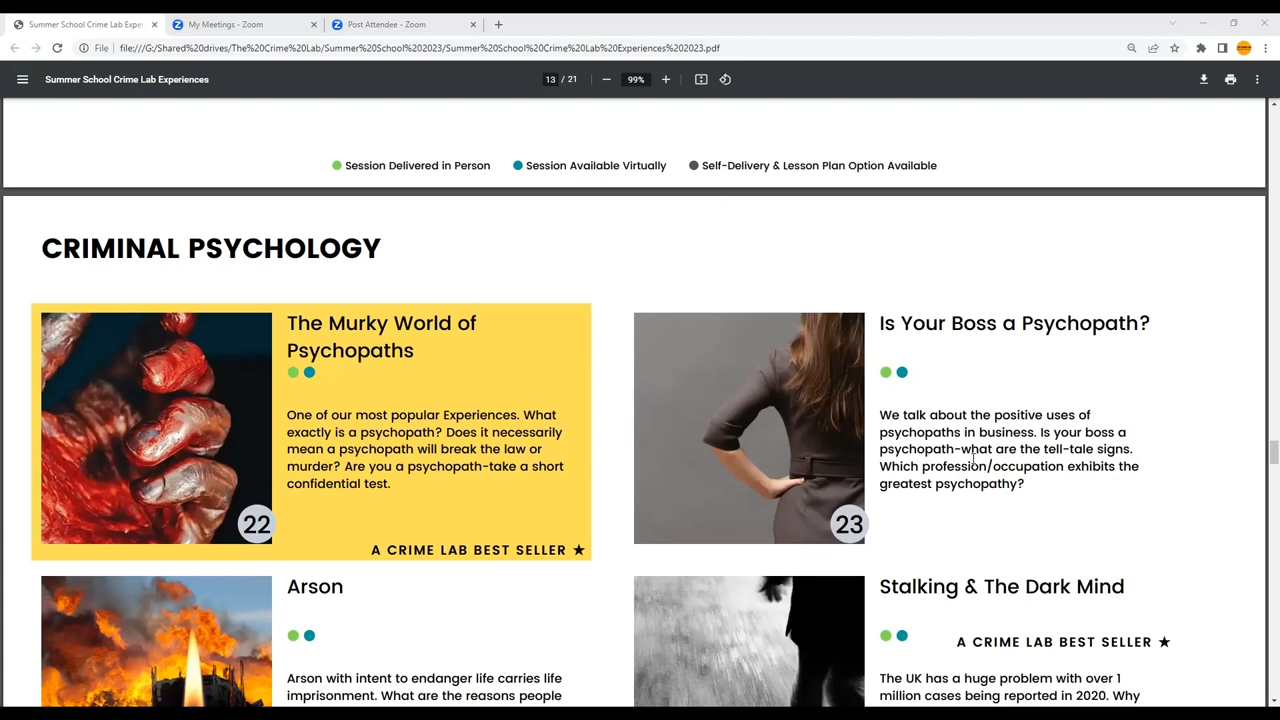 Summer School Crime Lab Expe
My Meetings - Zoom
Post Attendee - Zoom
File
file:///G:/Shared%20drives/The%20Crime%20Lab/Summer%20School%202023/Summer%20School%20Crime%20Lab%20Experiences%202023.pdf
Summer School Crime Lab Experiences
13 / 21
99%
Session Delivered in Person
Session Available Virtually
Self-Delivery & Lesson Plan Option Available
CRIMINAL PSYCHOLOGY
The Murky World of
Psychopaths
One of our most popular Experiences. What
exactly is a psychopath? Does it necessarily
mean a psychopath will break the law or
murder? Are you a psychopath-take a short
confidential test.
22
A CRIME LAB BEST SELLER ★
Is Your Boss a Psychopath?
We talk about the positive uses of
psychopaths in business. Is your boss a
psychopath-what are the tell-tale signs.
Which profession/occupation exhibits the
greatest psychopathy?
23
Arson
Arson with intent to endanger life carries life
imprisonment. What are the reasons people
Stalking & The Dark Mind
A CRIME LAB BEST SELLER ★
The UK has a huge problem with over 1
million cases being reported in 2020. Why